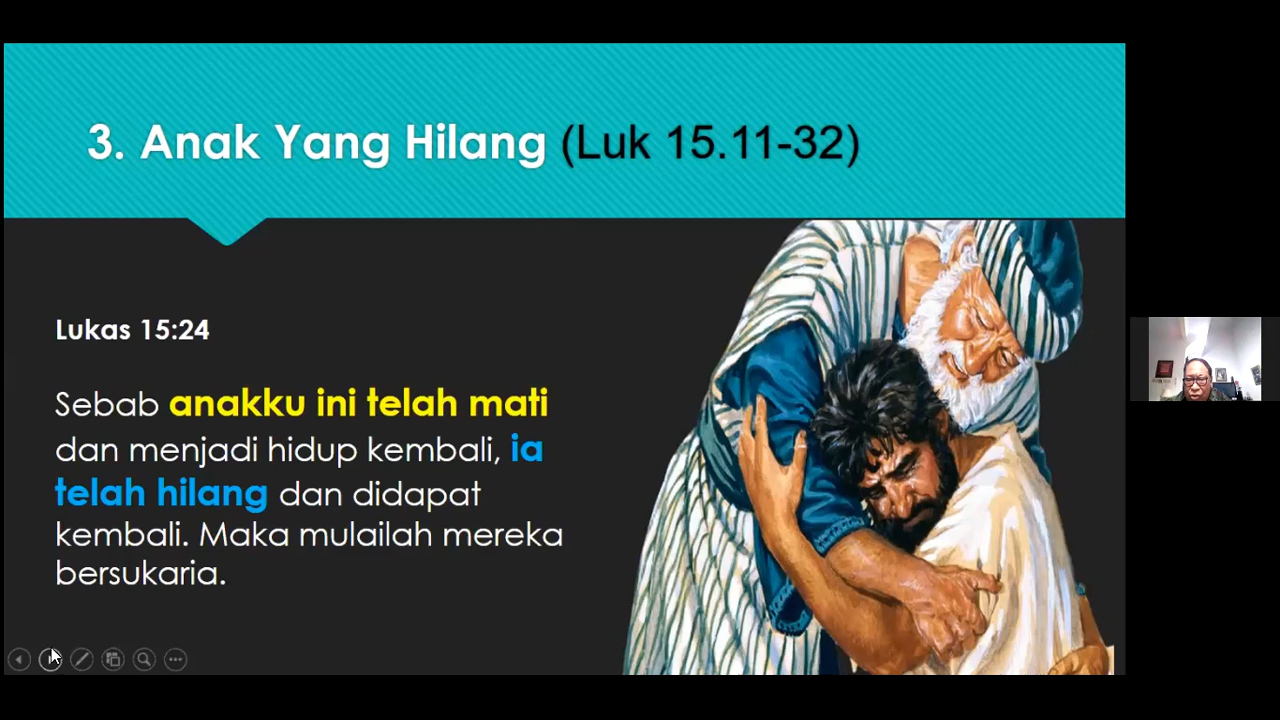 3. Anak Yang Hilang (Luk 15.11-32)
Lukas 15:24
Sebab anakku ini telah mati
dan menjadi hidup kembali, ia
telah hilang dan didapat
kembali. Maka mulailah mereka
bersukaria.